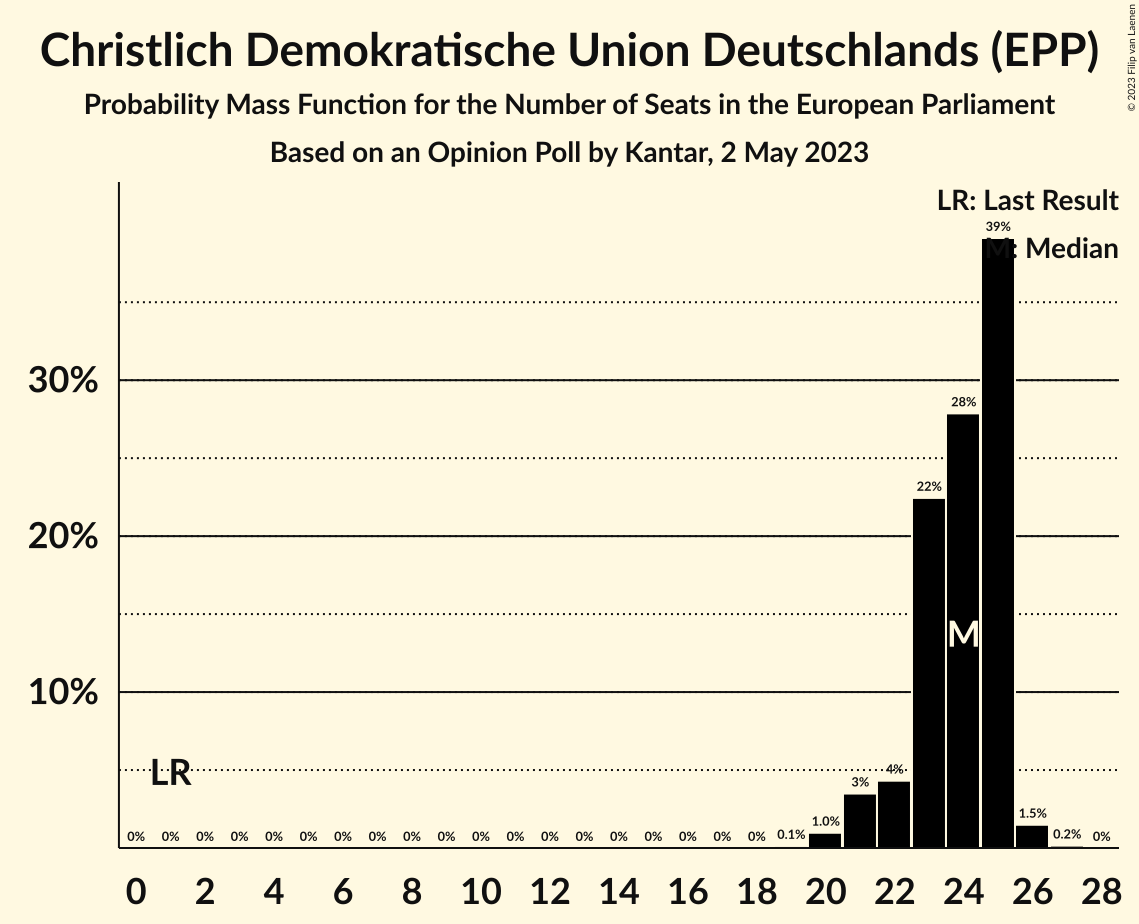 Christlich Demokratische Union Deutschlands (EPP)
Probability Mass Function for the Number of Seats in the European Parliament
Based on an Opinion Poll by Kantar, 2 May 2023
© 2023 Filip van Laenen
LR: Last Result
M: Median
39%
30%
28%
22%
20%
M
10%
LR
0% 0% 0% 0% 0% 0% 0% 0% 0% 0% 0% 0% 0% 0% 0% 0% 0% 0% 0% 0.1% 1.0% 3% 4% 1.5% 0.2% 0%
0 2 4 6 8 10 12 14 16 18 20 22 24 26 28